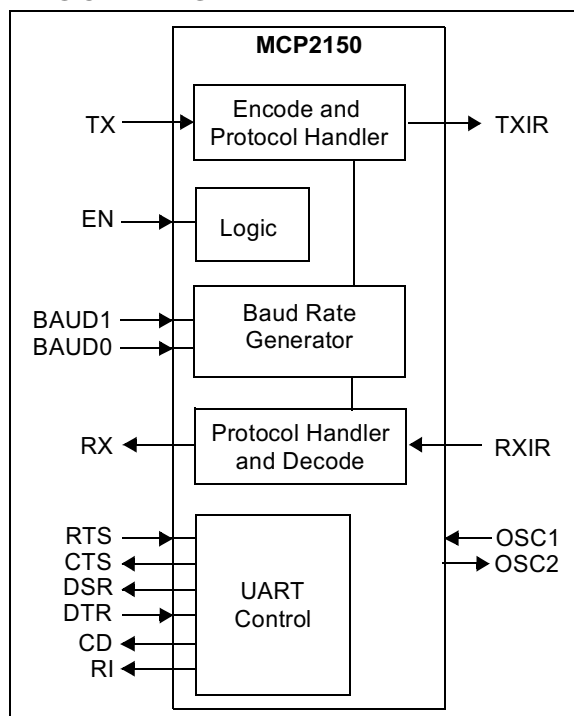 MCP2150
TX
Encode and
Protocol Handler
TXIR
EN
Logic
BAUD1
BAUD0
Baud Rate
Generator
RX
Protocol Handler
and Decode
RXIR
RTS
CTS
DSR
DTR
CD
RI
UART
Control
OSC1
OSC2